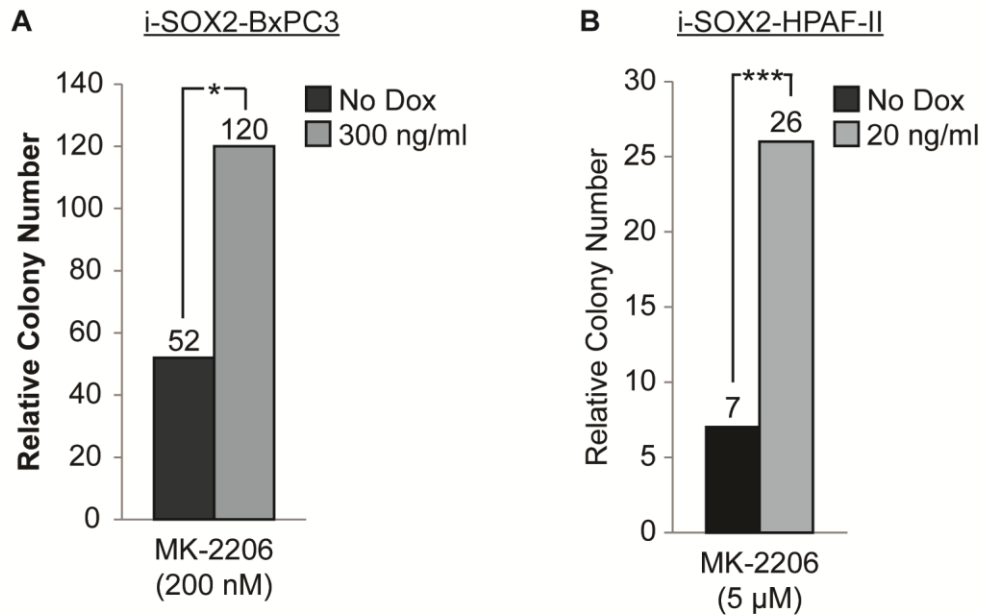 A
i-SOX2-BxPC3
Relative Colony Number
140
120
100
80
60
40
20
0
*
52
120
No Dox
300 ng/ml
MK-2206
(200 nM)
B
i-SOX2-HPAF-II
Relative Colony Number
30
25
20
15
10
5
0
***
7
26
No Dox
20 ng/ml
MK-2206
(5 µM)